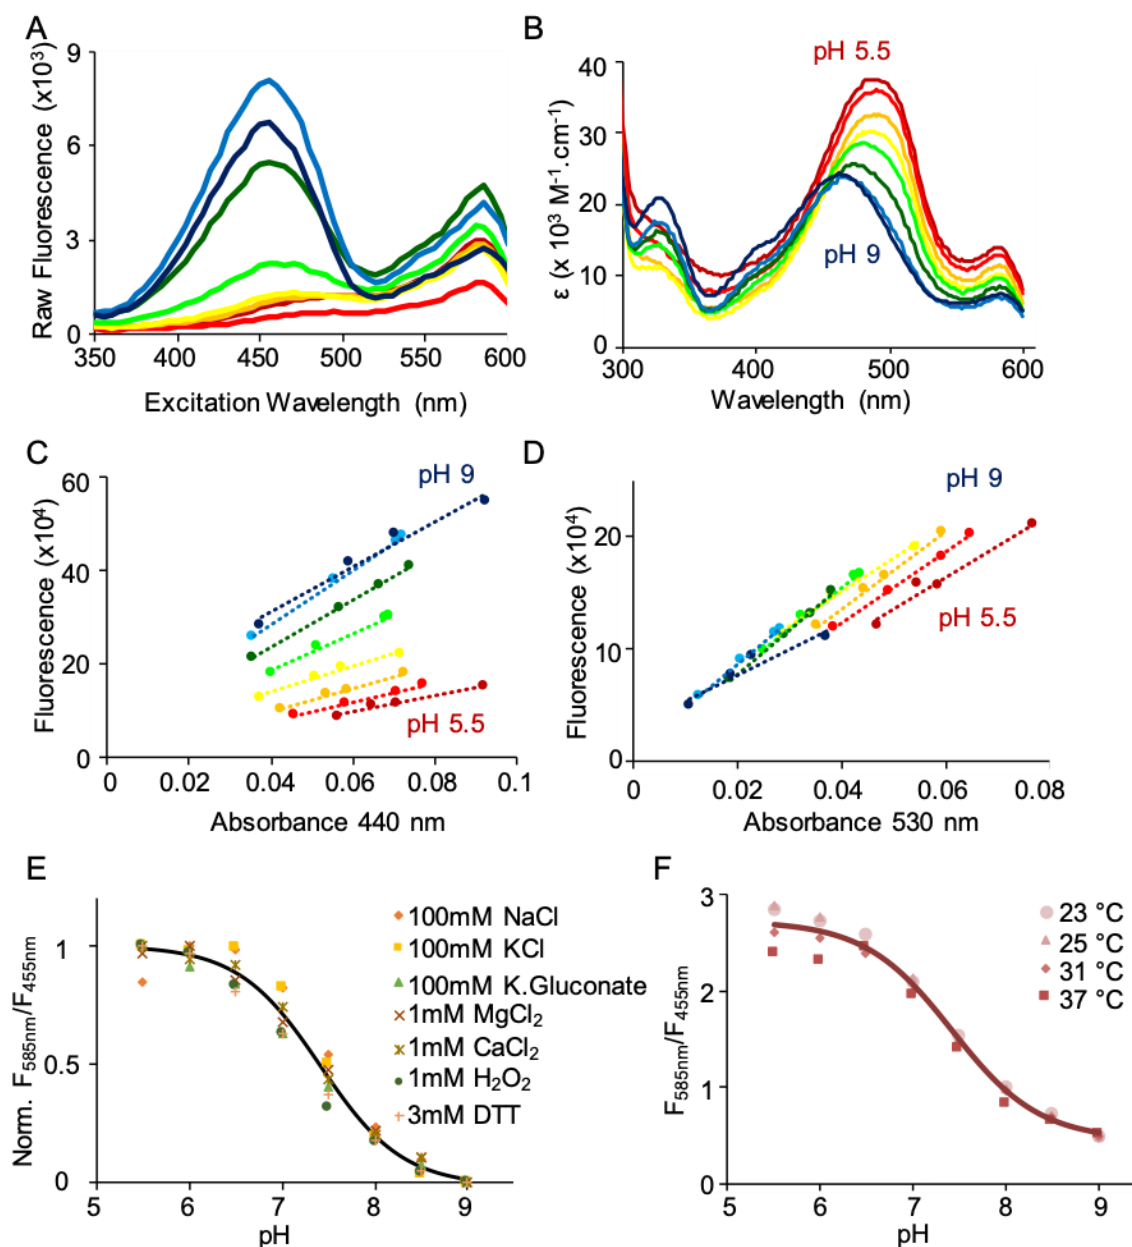 A
Raw Fluorescence (x10³)
9
6
3
0
350
400
450
500
550
600
Excitation Wavelength (nm)
B
ε (x 10³ M⁻¹.cm⁻¹)
40
30
20
10
0
300
400
500
600
Wavelength (nm)
pH 5.5
pH 9
C
Fluorescence (x10⁴)
60
40
20
0
0
0.02
0.04
0.06
0.08
0.1
Absorbance 440 nm
pH 9
pH 5.5
D
Fluorescence (x10⁴)
20
10
0
0
0.02
0.04
0.06
0.08
Absorbance 530 nm
pH 9
pH 5.5
E
Norm. F585nm/F455nm
1
0.5
0
5
6
7
8
9
pH
100mM NaCl
100mM KCl
100mM K.Gluconate
1mM MgCl₂
1mM CaCl₂
1mM H₂O₂
3mM DTT
F
F585nm/F455nm
3
2
1
0
5
6
7
8
9
pH
23 °C
25 °C
31 °C
37 °C